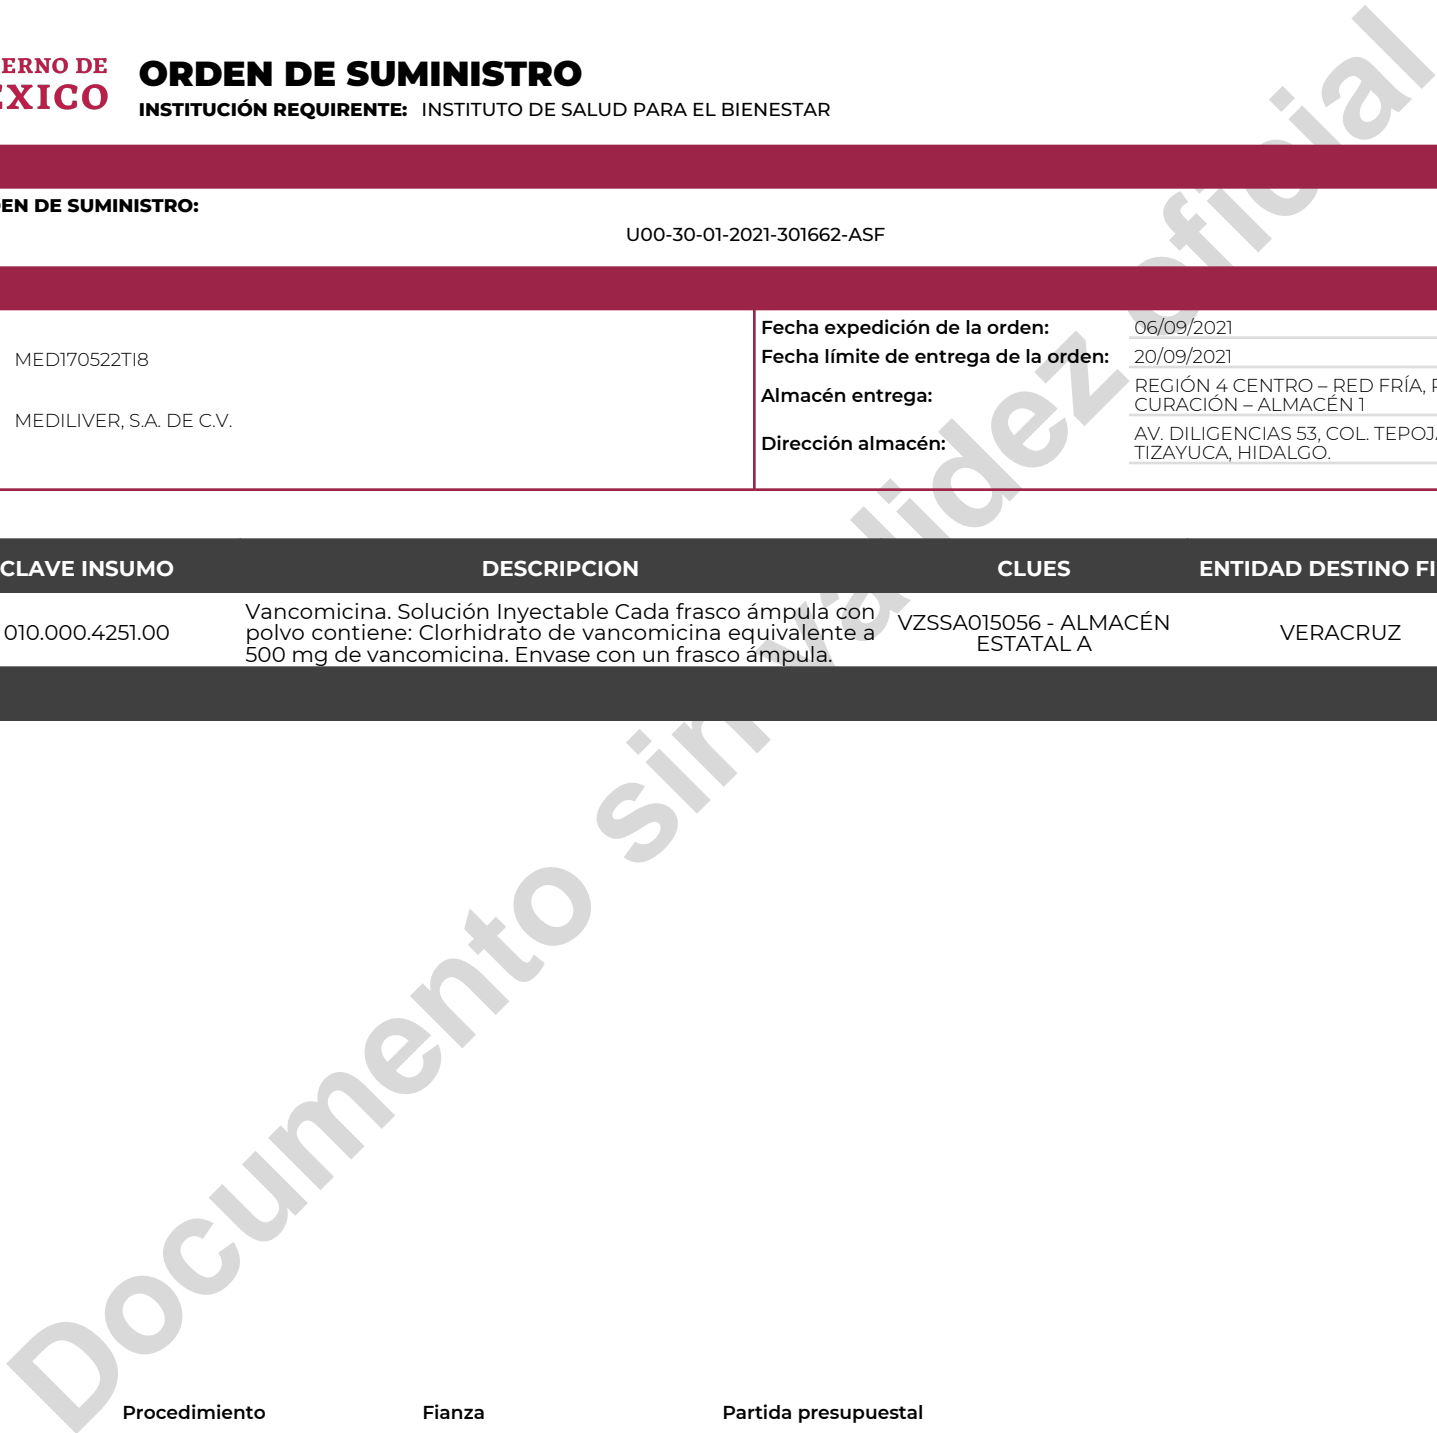 ERNO DE
ÉXICO
ORDEN DE SUMINISTRO
INSTITUCIÓN REQUIRENTE: INSTITUTO DE SALUD PARA EL BIENESTAR
EN DE SUMINISTRO:
U00-30-01-2021-301662-ASF
MED170522TI8
MEDILIVER, S.A. DE C.V.
Fecha expedición de la orden: 06/09/2021
Fecha límite de entrega de la orden: 20/09/2021
Almacén entrega: REGIÓN 4 CENTRO – RED FRÍA,
CURACIÓN – ALMACÉN 1
Dirección almacén: AV. DILIGENCIAS 53, COL. TEPOJ
TIZAYUCA, HIDALGO.
CLAVE INSUMO DESCRIPCION CLUES ENTIDAD DESTINO FI
010.000.4251.00
Vancomicina. Solución Inyectable Cada frasco ámpula con
polvo contiene: Clorhidrato de vancomicina equivalente a
500 mg de vancomicina. Envase con un frasco ámpula.
VZSSA015056 - ALMACÉN
ESTATAL A
VERACRUZ
Documento sin validez oficial
Procedimiento Fianza Partida presupuestal